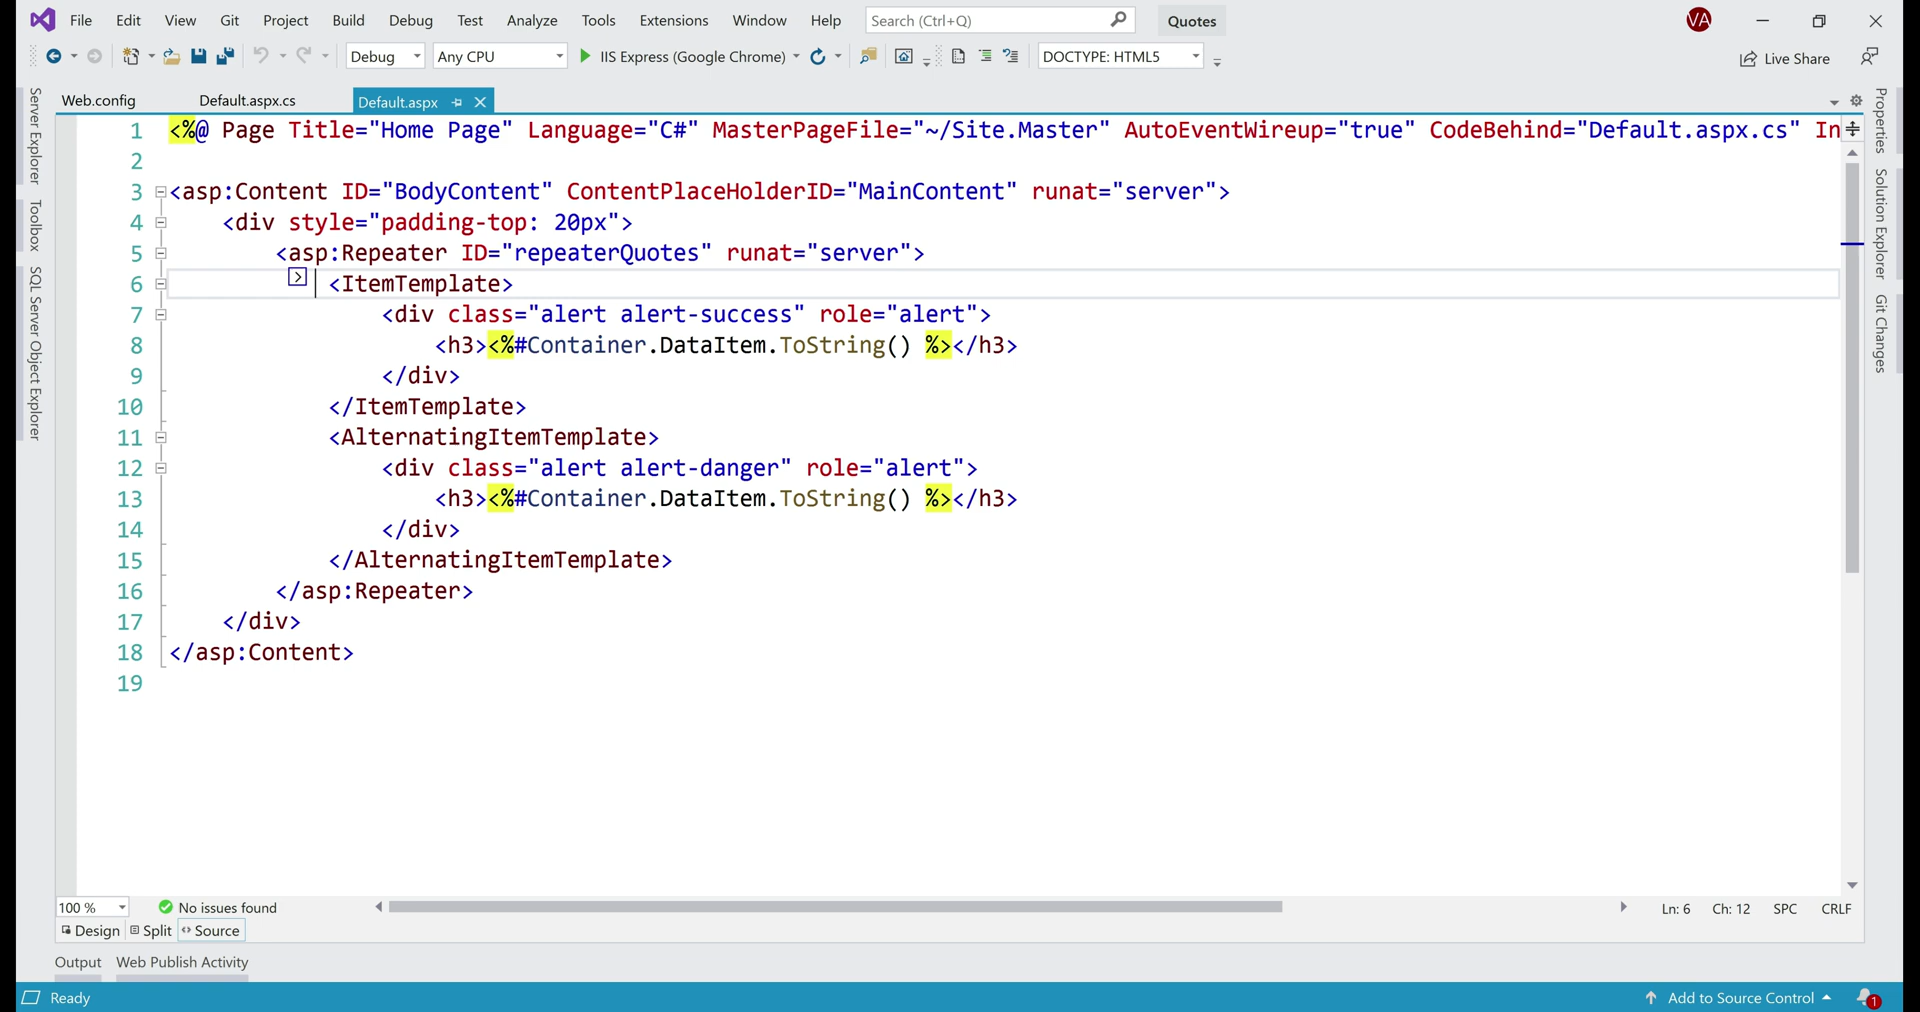 File Edit View Git Project Build Debug Test Analyze Tools Extensions Window Help Search (Ctrl+Q) Quotes VA
Debug Any CPU IIS Express (Google Chrome) DOCTYPE: HTML5 Live Share
Web.config Default.aspx.cs Default.aspx
Server Explorer
Toolbox
SQL Server Object Explorer
1 <%@ Page Title="Home Page" Language="C#" MasterPageFile="~/Site.Master" AutoEventWireup="true" CodeBehind="Default.aspx.cs" In
2
3 <asp:Content ID="BodyContent" ContentPlaceHolderID="MainContent" runat="server">
4 <div style="padding-top: 20px">
5 <asp:Repeater ID="repeaterQuotes" runat="server">
6 <ItemTemplate>
7 <div class="alert alert-success" role="alert">
8 <h3><%#Container.DataItem.ToString() %></h3>
9 </div>
10 </ItemTemplate>
11 <AlternatingItemTemplate>
12 <div class="alert alert-danger" role="alert">
13 <h3><%#Container.DataItem.ToString() %></h3>
14 </div>
15 </AlternatingItemTemplate>
16 </asp:Repeater>
17 </div>
18 </asp:Content>
19
Properties
Solution Explorer
Git Changes
100 % No issues found Ln: 6 Ch: 12 SPC CRLF
Design Split Source
Output Web Publish Activity
Ready Add to Source Control 1